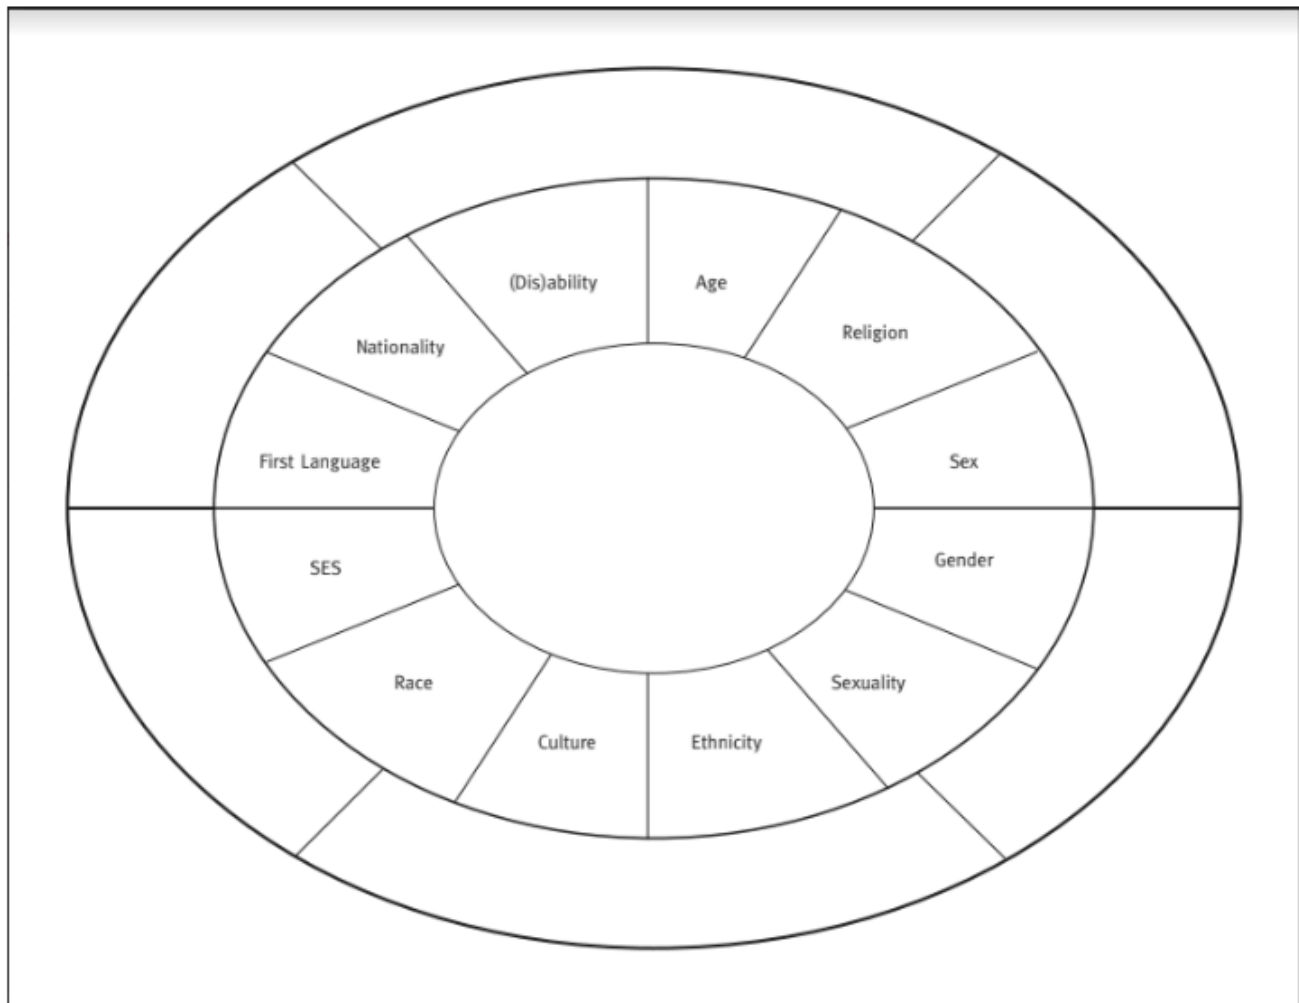 (Dis)ability
Age
Religion
Sex
Gender
Sexuality
Ethnicity
Culture
Race
SES
First Language
Nationality